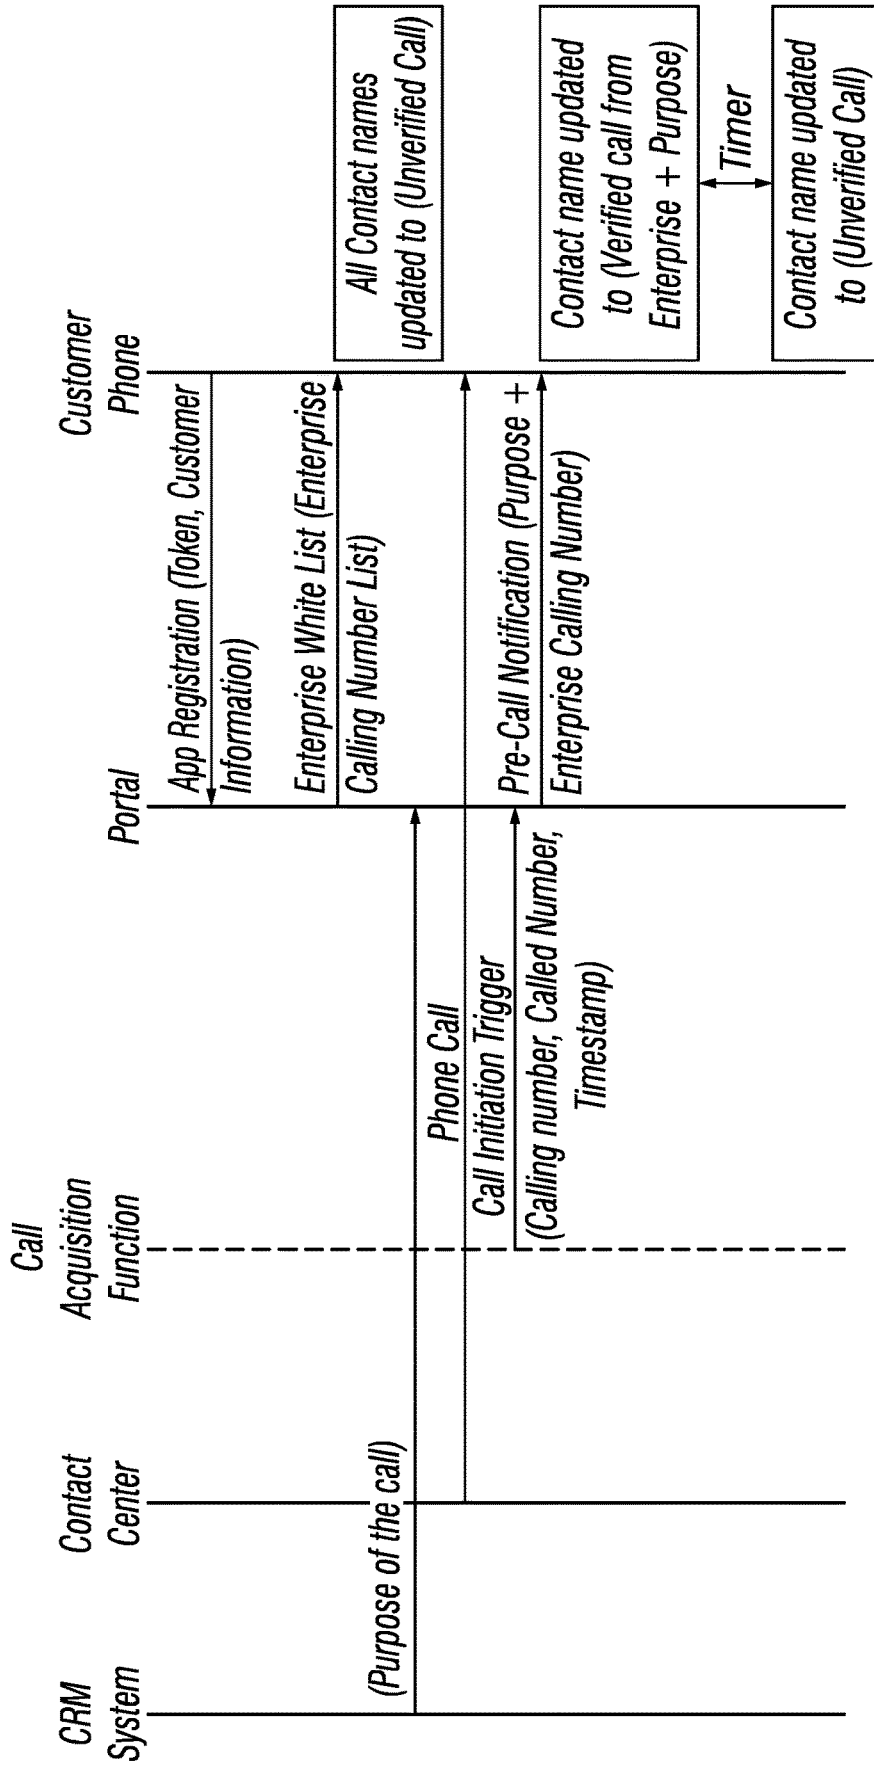 CRM
System
Contact
Center
Call
Acquisition
Function
Portal
Customer
Phone
App Registration (Token, Customer
Information)
Enterprise White List (Enterprise
Calling Number List)
All Contact names
updated to (Unverified Call)
(Purpose of the call)
Phone Call
Call Initiation Trigger
(Calling number, Called Number,
Timestamp)
Pre-Call Notification (Purpose +
Enterprise Calling Number)
Contact name updated
to (Verified call from
Enterprise + Purpose)
Timer
Contact name updated
to (Unverified Call)